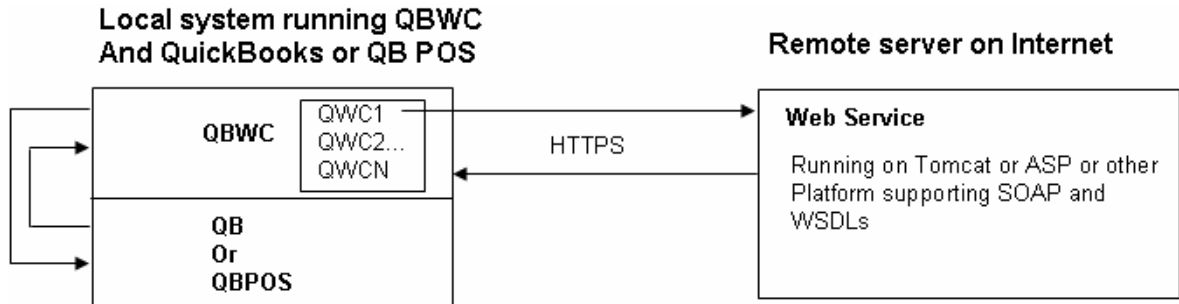 Local system running QBWC
And QuickBooks or QB POS
Remote server on Internet
QBWC
QWC1
QWC2...
QWCN
HTTPS
Web Service
Running on Tomcat or ASP or other
Platform supporting SOAP and
WSDLs
QB
Or
QBPOS